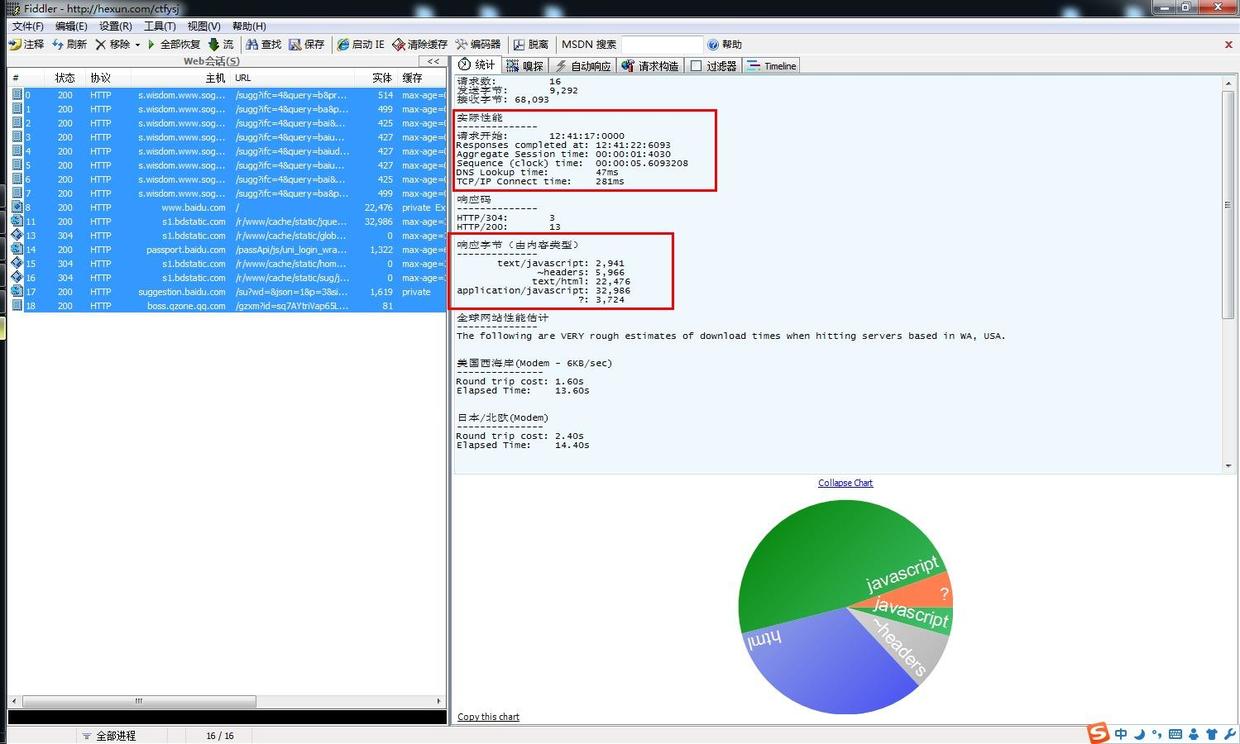 Fiddler - http://hexun.com/ctfysj
文件(F) 编辑(E) 设置(R) 工具(T) 视图(V) 帮助(H)
注释 刷新 移除 全部恢复 流 查找 保存 启动 IE 清除缓存 编码器 脱离 MSDN 搜索 帮助
Web会话(S) <<
# 状态 协议 主机 URL 实体 缓存
0 200 HTTP s.wisdom.www.sog... /sugg?ifc=4&query=b&pr... 514 max-age=
1 200 HTTP s.wisdom.www.sog... /sugg?ifc=4&query=ba&p... 499 max-age=
2 200 HTTP s.wisdom.www.sog... /sugg?ifc=4&query=bai&... 425 max-age=
3 200 HTTP s.wisdom.www.sog... /sugg?ifc=4&query=baiu... 427 max-age=
4 200 HTTP s.wisdom.www.sog... /sugg?ifc=4&query=baiud... 427 max-age=
5 200 HTTP s.wisdom.www.sog... /sugg?ifc=4&query=baiu... 427 max-age=
6 200 HTTP s.wisdom.www.sog... /sugg?ifc=4&query=bai&... 425 max-age=
7 200 HTTP s.wisdom.www.sog... /sugg?ifc=4&query=ba&p... 499 max-age=
8 200 HTTP www.baidu.com / 22,476 private Ex
11 200 HTTP s1.bdstatic.com /r/www/cache/static/jque... 32,986 max-age=
13 304 HTTP s1.bdstatic.com /r/www/cache/static/glob... 0 max-age=
14 200 HTTP passport.baidu.com /passApi/js/uni_login_wra... 1,322 max-age=
15 304 HTTP s1.bdstatic.com /r/www/cache/static/hom... 0 max-age=
16 304 HTTP s1.bdstatic.com /r/www/cache/static/sug/j... 0 max-age=
17 200 HTTP suggestion.baidu.com /su?wd=&json=1&p=3&si... 1,619 private
18 200 HTTP boss.qzone.qq.com /gzxm?id=sq7AYtnVap65L... 81
统计 嗅探 自动响应 请求构造 过滤器 Timeline
请求数: 16
发送字节: 9,292
接收字节: 68,093
实际性能
--------------
请求开始: 12:41:17:0000
Responses completed at: 12:41:22:6093
Aggregate Session time: 00:00:01:4030
Sequence (clock) time: 00:00:05.6093208
DNS Lookup time: 47ms
TCP/IP Connect time: 281ms
响应码
--------------
HTTP/304: 3
HTTP/200: 13
响应字节 (由内容类型)
--------------
text/javascript: 2,941
~headers: 5,966
text/html: 22,476
application/javascript: 32,986
?: 3,724
全球网站性能估计
--------------
The following are VERY rough estimates of download times when hitting servers based in WA, USA.
美国西海岸(Modem - 6KB/sec)
---------------
Round trip cost: 1.60s
Elapsed Time: 13.60s
日本/北欧(Modem)
---------------
Round trip cost: 2.40s
Elapsed Time: 14.40s
Collapse Chart
javascript
?
javascript
~headers
html
Copy this chart
全部进程 16 / 16
中